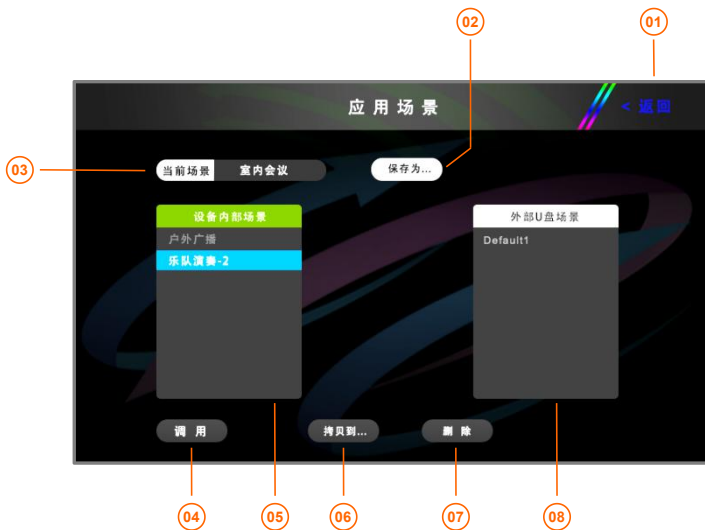 02
01
应用场景
< 返回
03
当前场景
室内会议
保存为...
设备内部场景
外部U盘场景
户外广播
Default1
乐队演奏-2
调 用
拷贝到...
删 除
04
05
06
07
08